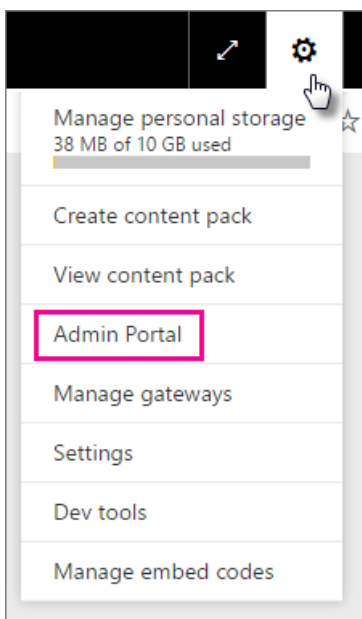 Manage personal storage
38 MB of 10 GB used
Create content pack
View content pack
Admin Portal
Manage gateways
Settings
Dev tools
Manage embed codes